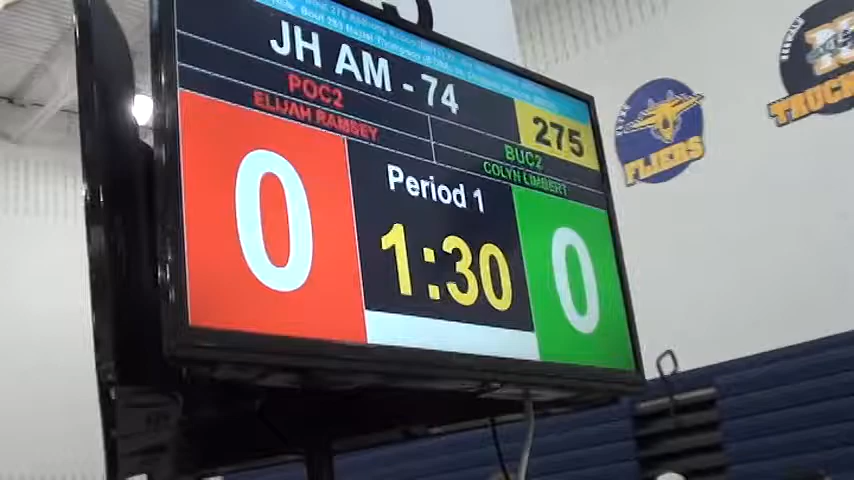 JH AM - 74
275
POC2
ELIJAH RAMSEY
BUC2
COLYN LIMBERT
Period 1
0
1:30
0
FLIERS
TRUCK